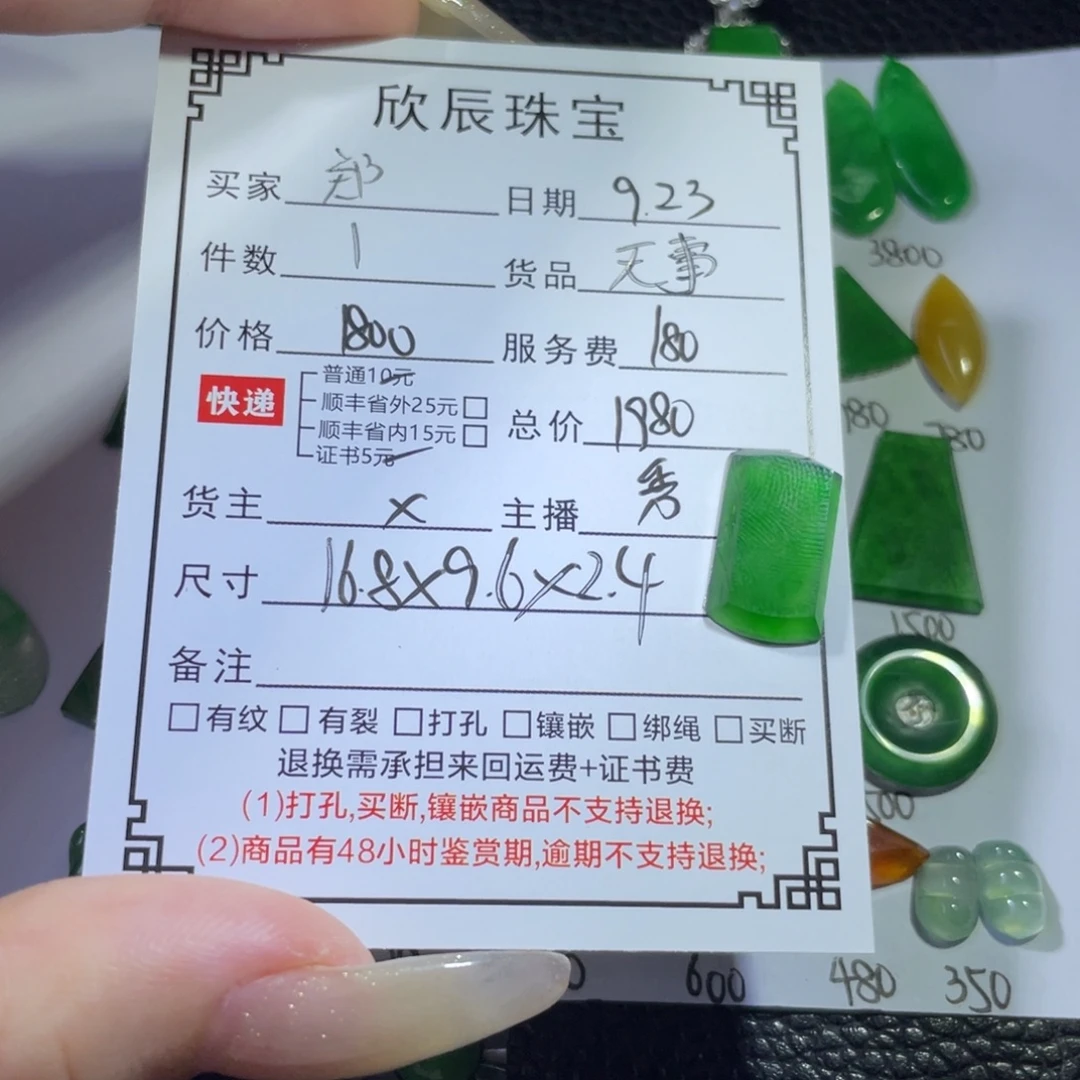 欣辰珠宝
买家 郑 日期 9.23
件数 1 货品 无事
价格 1800 服务费 180
快递
普通10元
顺丰省外25元
顺丰省内15元
证书5元
总价 1980
货主 X 主播 秀
尺寸 16.8X9.6X2.4
备注
有纹 有裂 打孔 镶嵌 绑绳 买断
退换需承担来回运费+证书费
(1)打孔,买断,镶嵌商品不支持退换;
(2)商品有48小时鉴赏期,逾期不支持退换;
3800
780
1500
600
480
350